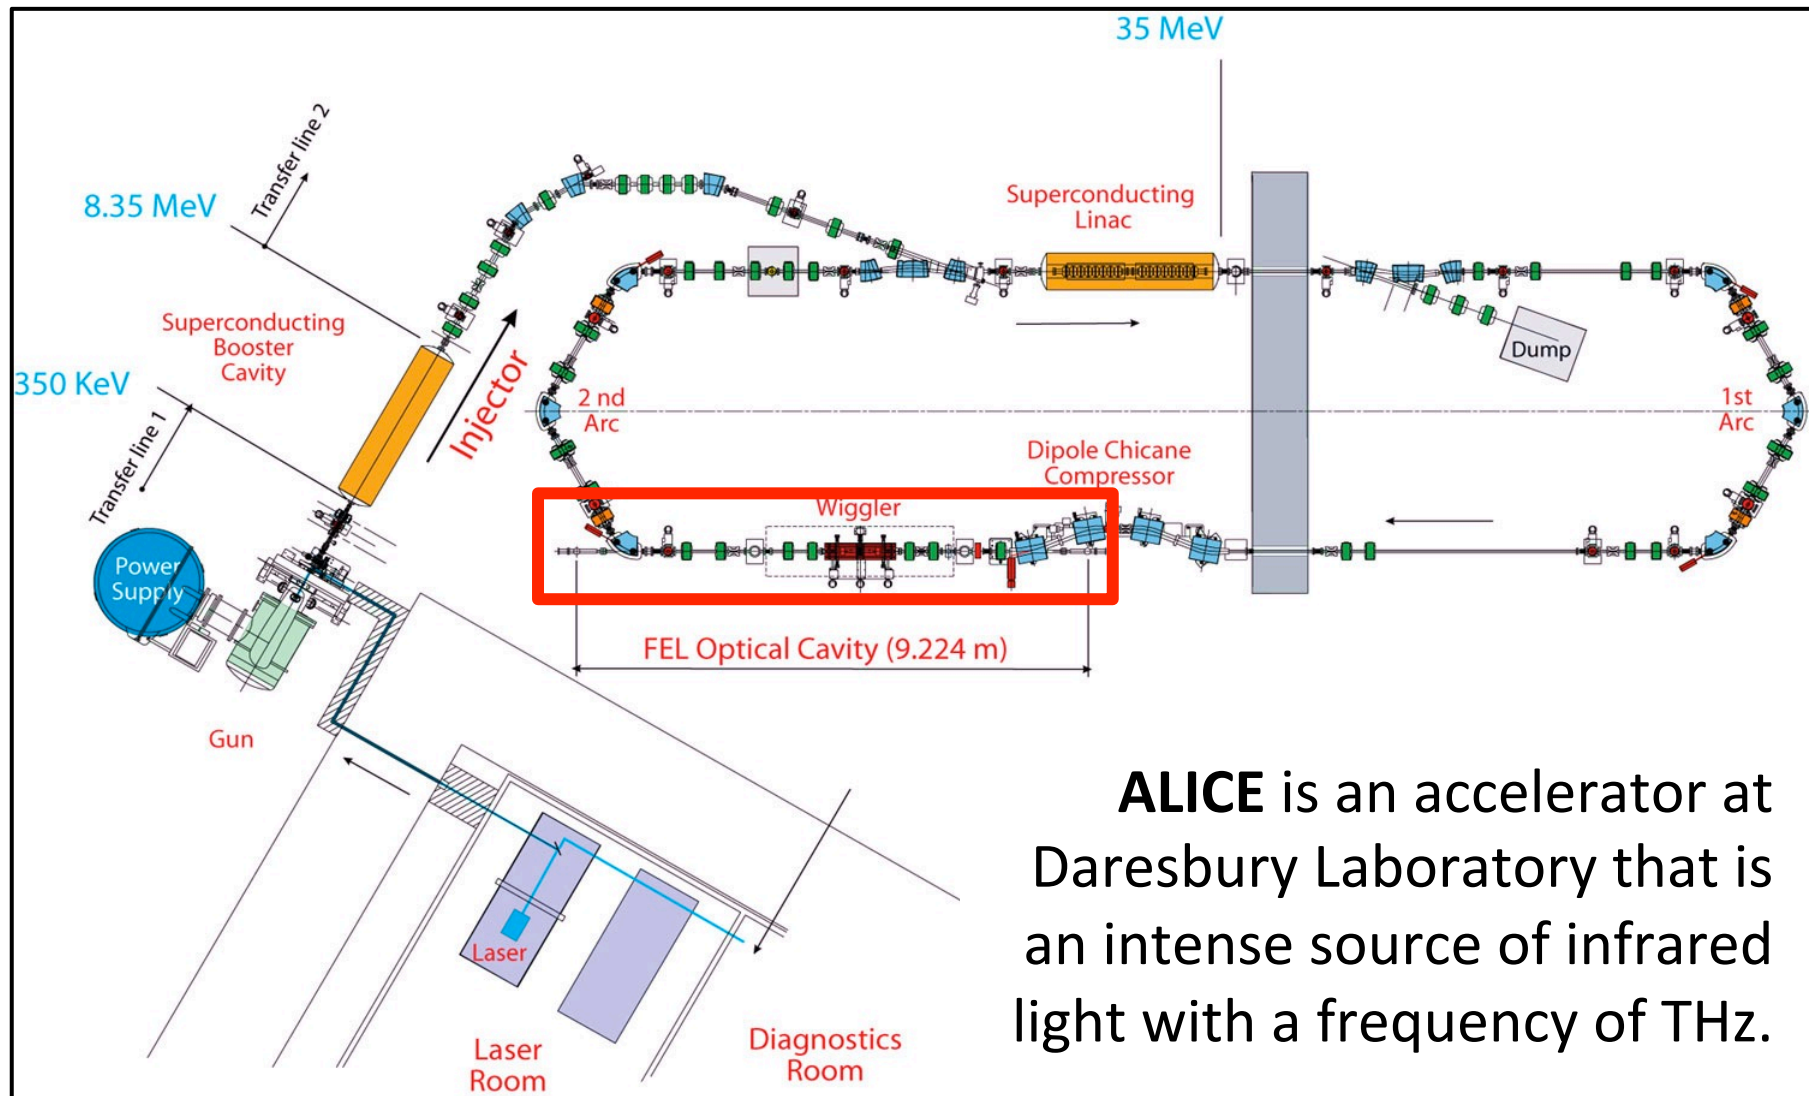 35 MeV
Transfer line 2
8.35 MeV
Superconducting
Linac
Superconducting
Booster
Cavity
350 KeV
Transfer line 1
Injector
2 nd
Arc
1st
Arc
Dump
Dipole Chicane
Compressor
Wiggler
Power
Supply
FEL Optical Cavity (9.224 m)
Gun
Laser
Laser
Room
Diagnostics
Room
ALICE is an accelerator at
Daresbury Laboratory that is
an intense source of infrared
light with a frequency of THz.